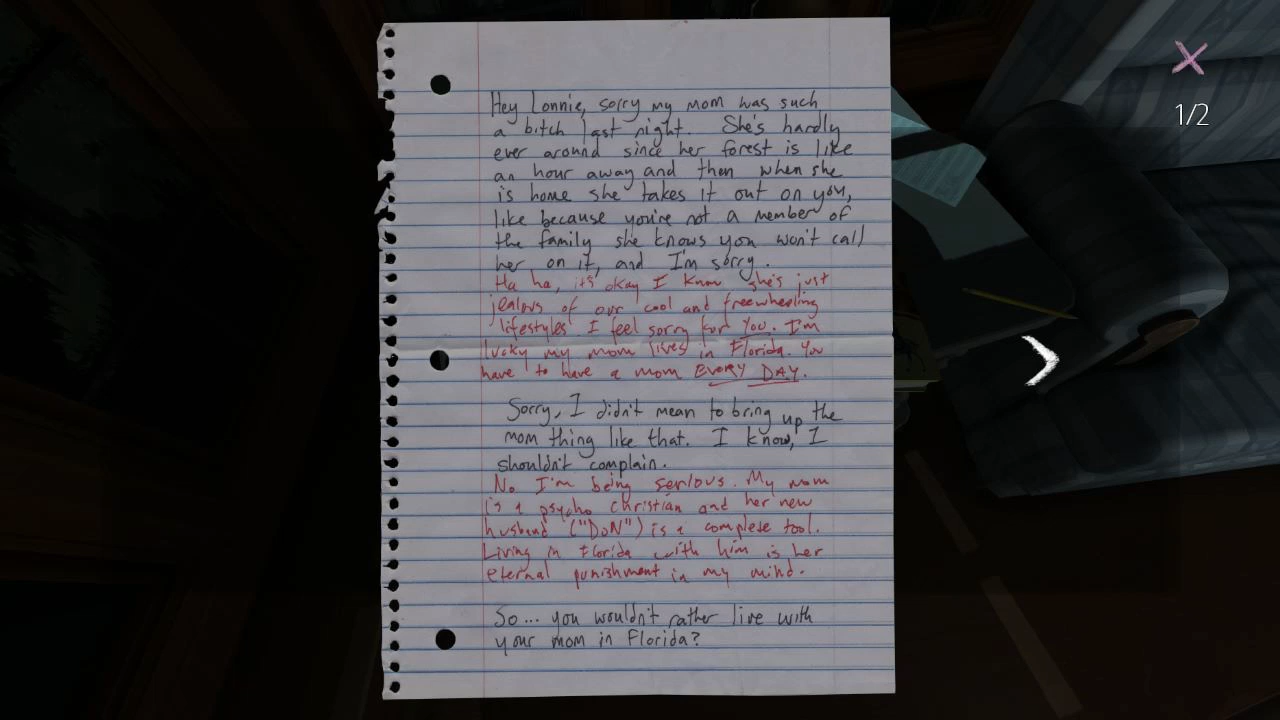 Hey Lonnie, sorry my mom was such
a bitch last night. She's hardly
ever around since her forest is like
an hour away and then when she
is home she takes it out on you,
like because you're not a member of
the family she knows you won't call
her on it, and I'm sorry.
Ha ha, it's okay I know she's just
jealous of our cool and freewheeling
lifestyles. I feel sorry for YOU. I'm
lucky my mom lives in Florida. You
have to have a mom EVERY DAY.
Sorry, I didn't mean to bring up the
mom thing like that. I know, I
shouldn't complain.
No I'm being serious. My mom
is a psycho christian and her new
husband ("DON") is a complete tool.
Living in Florida with him is her
eternal punishment in my mind.
So... you wouldn't rather live with
your mom in Florida?
1/2